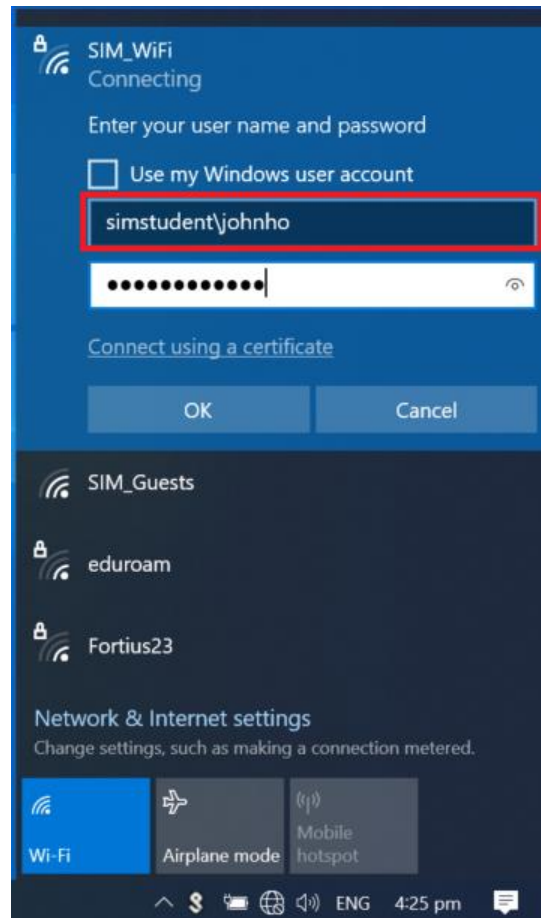 SIM_WiFi
Connecting
Enter your user name and password
Use my Windows user account
simstudent\johnho
●●●●●●●●●●●●
Connect using a certificate
OK Cancel
SIM_Guests
eduroam
Fortius23
Network & Internet settings
Change settings, such as making a connection metered.
Wi-Fi
Airplane mode
Mobile
hotspot
ENG 4:25 pm